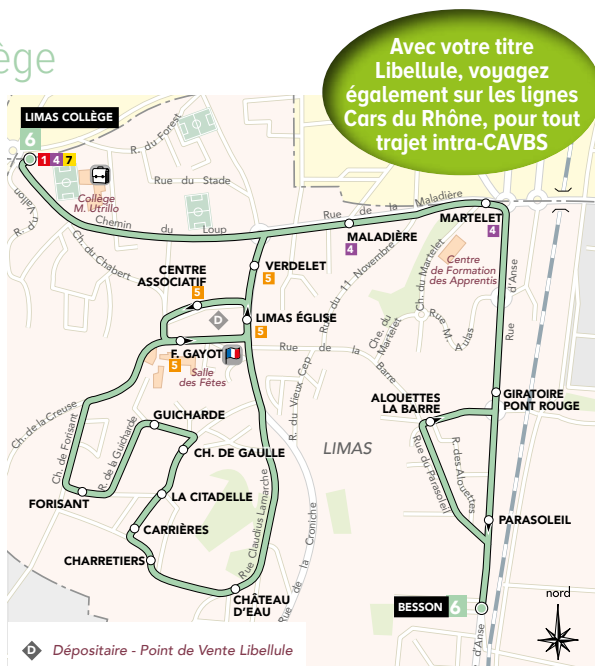 ège
Avec votre titre
Libellule, voyagez
également sur les lignes
Cars du Rhône, pour tout
trajet intra-CAVBS
LIMAS COLLÈGE
6
1 4 7
R. du Forest
Collège
M. Utrillo
Rue du Stade
R. d. Vallon
Chemin du Loup
Ch. du Chabert
Rue de la Maladière
MALADIÈRE
4
MARTELET
4
CENTRE
ASSOCIATIF
5
VERDELET
5
Rue du 11 Novembre
Ch. du Martelet
Centre
de Formation
des Apprentis
Rue d'Anse
D
LIMAS ÉGLISE
5
Che. du
Martelet
Rue M. Aulas
F. GAYOT
5
Salle
des Fêtes
Rue de la Barre
R. du Vieux Cep
ALOUETTES
LA BARRE
GIRATOIRE
PONT ROUGE
Ch. de la Creuse
Ch. de Forisant
R. de la Guicharde
GUICHARDE
CH. DE GAULLE
LIMAS
R. des Alouettes
Rue du Parasoleil
FORISANT
LA CITADELLE
Rue Claudius Lamarche
PARASOLEIL
CARRIÈRES
CHARRETIERS
Rue de la Croniche
CHÂTEAU
D'EAU
BESSON
6
nord
d'Anse
D Dépositaire - Point de Vente Libellule